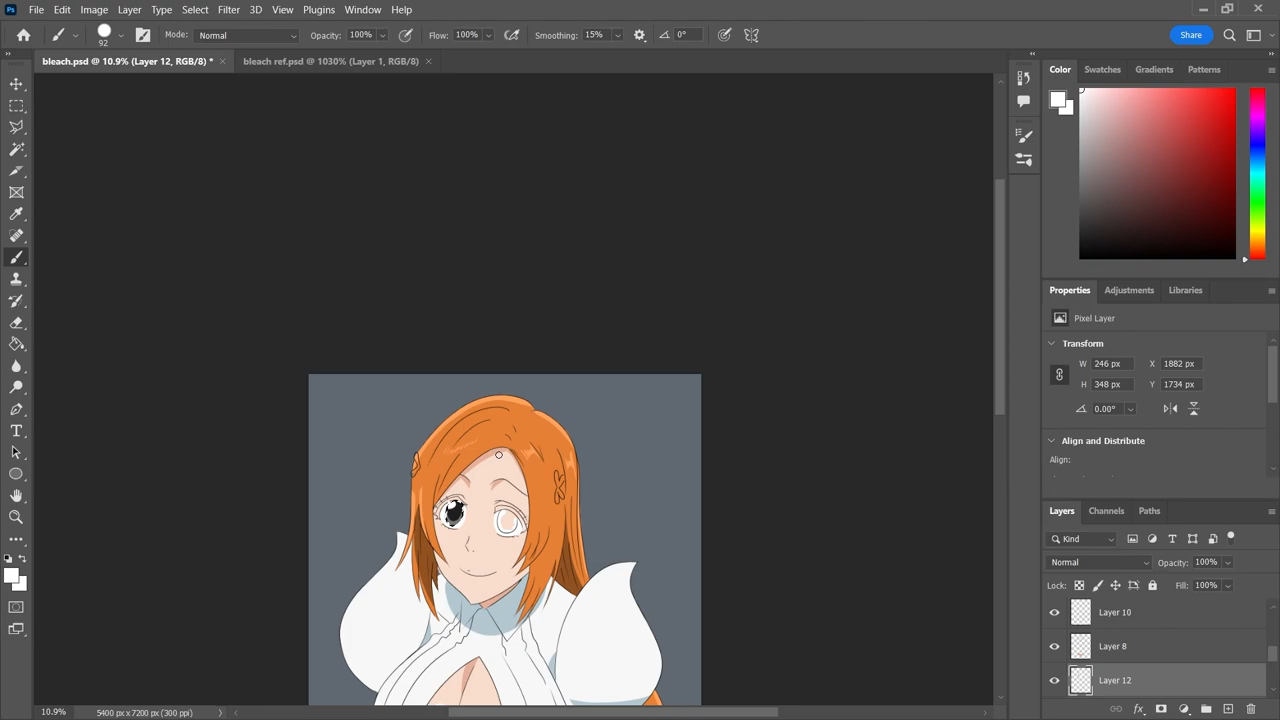 Ps File Edit Image Layer Type Select Filter 3D View Plugins Window Help
92 Mode: Normal Opacity: 100% Flow: 100% Smoothing: 15% 0° Share
bleach.psd @ 10.9% (Layer 12, RGB/8) * bleach ref.psd @ 1030% (Layer 1, RGB/8)
Color Swatches Gradients Patterns
Properties Adjustments Libraries
Pixel Layer
Transform
W 246 px X 1882 px
H 348 px Y 1734 px
0.00°
Align and Distribute
Align:
Layers Channels Paths
Kind
Normal Opacity: 100%
Lock: Fill: 100%
Layer 10
Layer 8
Layer 12
10.9% 5400 px x 7200 px (300 ppi)